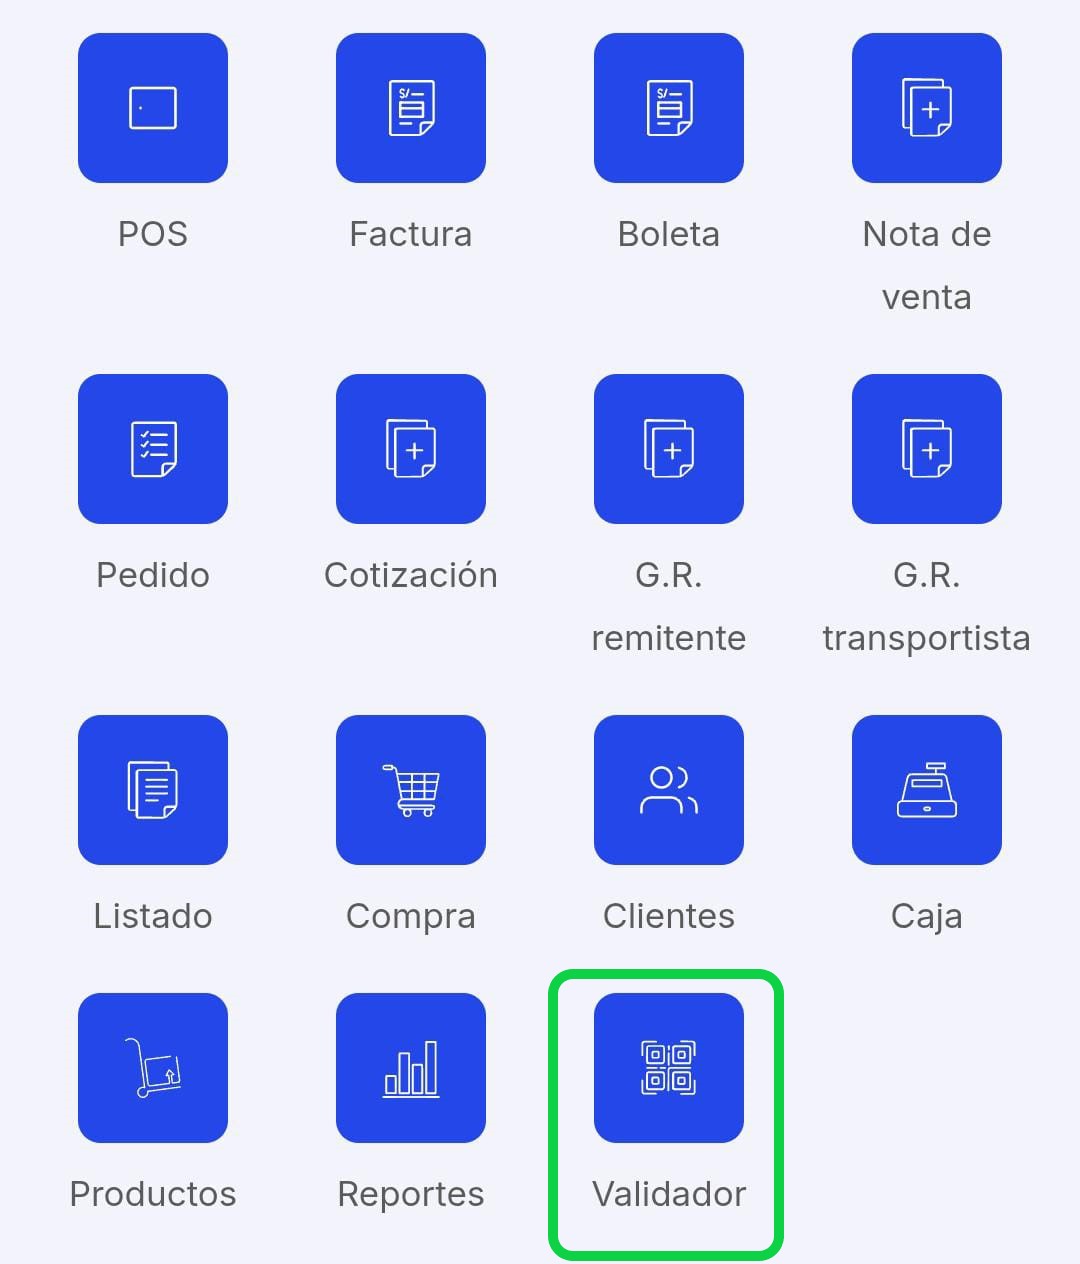 POS
Factura
Boleta
Nota de
venta
Pedido
Cotización
G.R.
remitente
G.R.
transportista
Listado
Compra
Clientes
Caja
Productos
Reportes
Validador